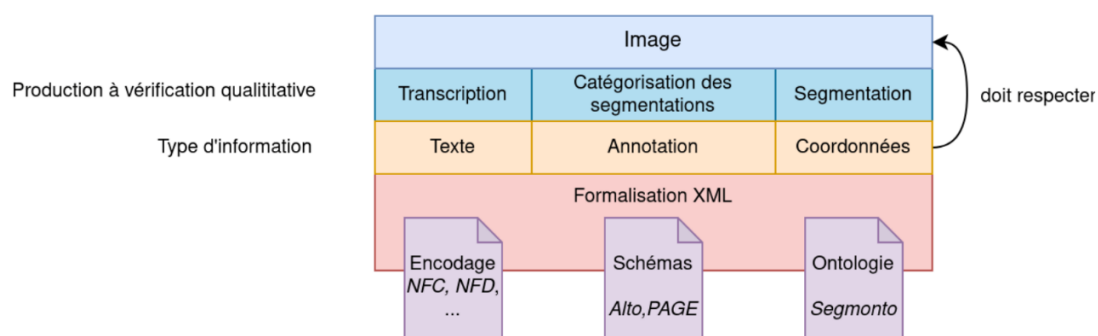 Image
Production à vérification qualititative
Transcription
Catégorisation des
segmentations
Segmentation
doit respecter
Type d'information
Texte
Annotation
Coordonnées
Formalisation XML
Encodage
NFC, NFD,
...
Schémas
Alto,PAGE
Ontologie
Segmonto